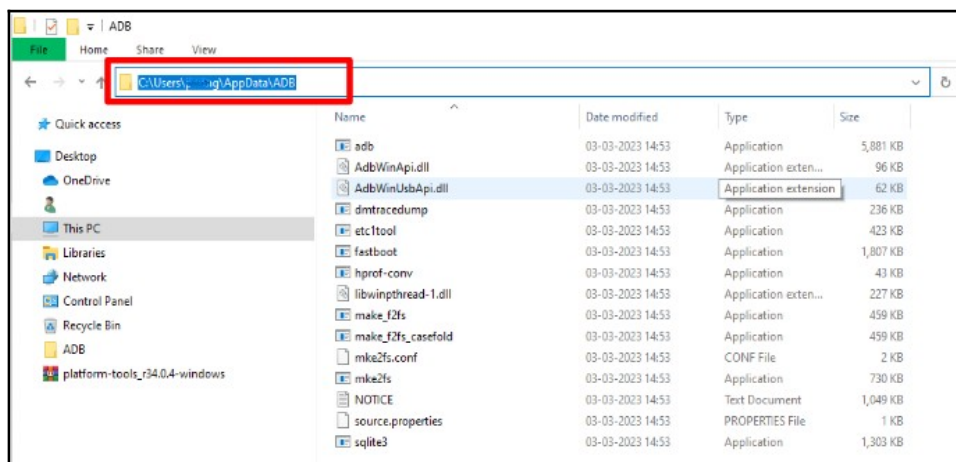 ADB
File Home Share View
C:\Users\ \AppData\ADB
Quick access
Desktop
OneDrive
This PC
Libraries
Network
Control Panel
Recycle Bin
ADB
platform-tools_r34.0.4-windows
Name Date modified Type Size
adb 03-03-2023 14:53 Application 5,881 KB
AdbWinApi.dll 03-03-2023 14:53 Application exten... 96 KB
AdbWinUsbApi.dll 03-03-2023 14:53 Application extension 62 KB
dmtracedump 03-03-2023 14:53 Application 236 KB
etc1tool 03-03-2023 14:53 Application 423 KB
fastboot 03-03-2023 14:53 Application 1,807 KB
hprof-conv 03-03-2023 14:53 Application 43 KB
libwinpthread-1.dll 03-03-2023 14:53 Application exten... 227 KB
make_f2fs 03-03-2023 14:53 Application 459 KB
make_f2fs_casefold 03-03-2023 14:53 Application 459 KB
mke2fs.conf 03-03-2023 14:53 CONF File 2 KB
mke2fs 03-03-2023 14:53 Application 730 KB
NOTICE 03-03-2023 14:53 Text Document 1,049 KB
source.properties 03-03-2023 14:53 PROPERTIES File 1 KB
sqlite3 03-03-2023 14:53 Application 1,303 KB